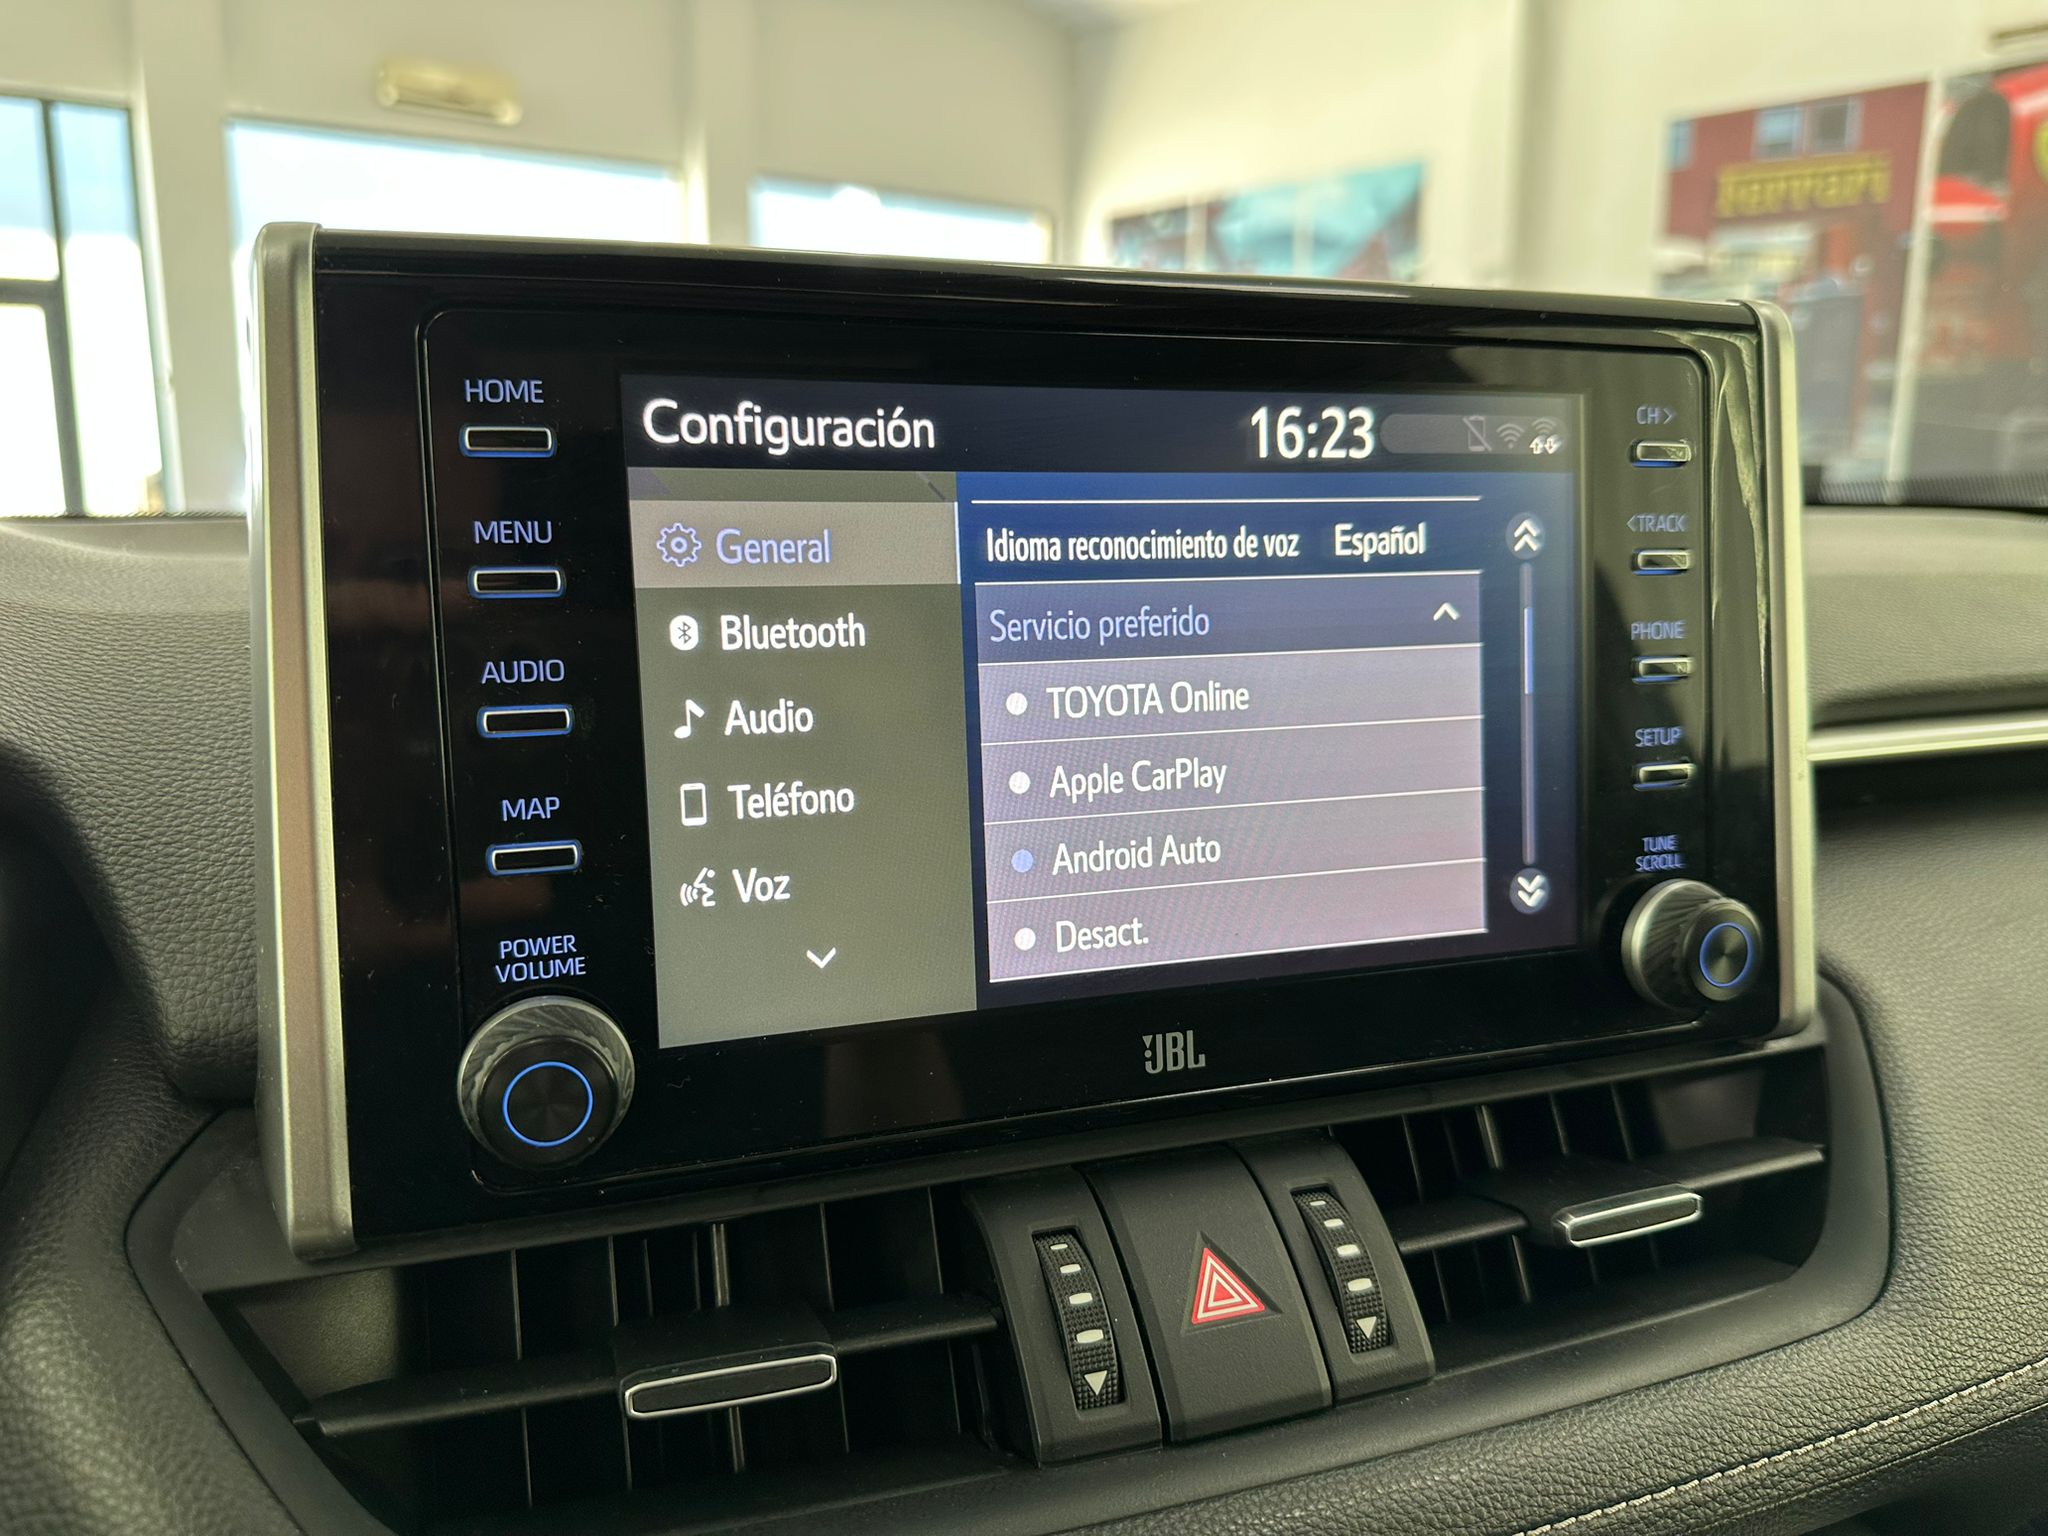 Ferrari
HOME
MENU
AUDIO
MAP
POWER
VOLUME
Configuración
16:23
General
Bluetooth
Audio
Teléfono
Voz
Idioma reconocimiento de voz Español
Servicio preferido
TOYOTA Online
Apple CarPlay
Android Auto
Desact.
CH>
<TRACK
PHONE
SETUP
TUNE
SCROLL
JBL